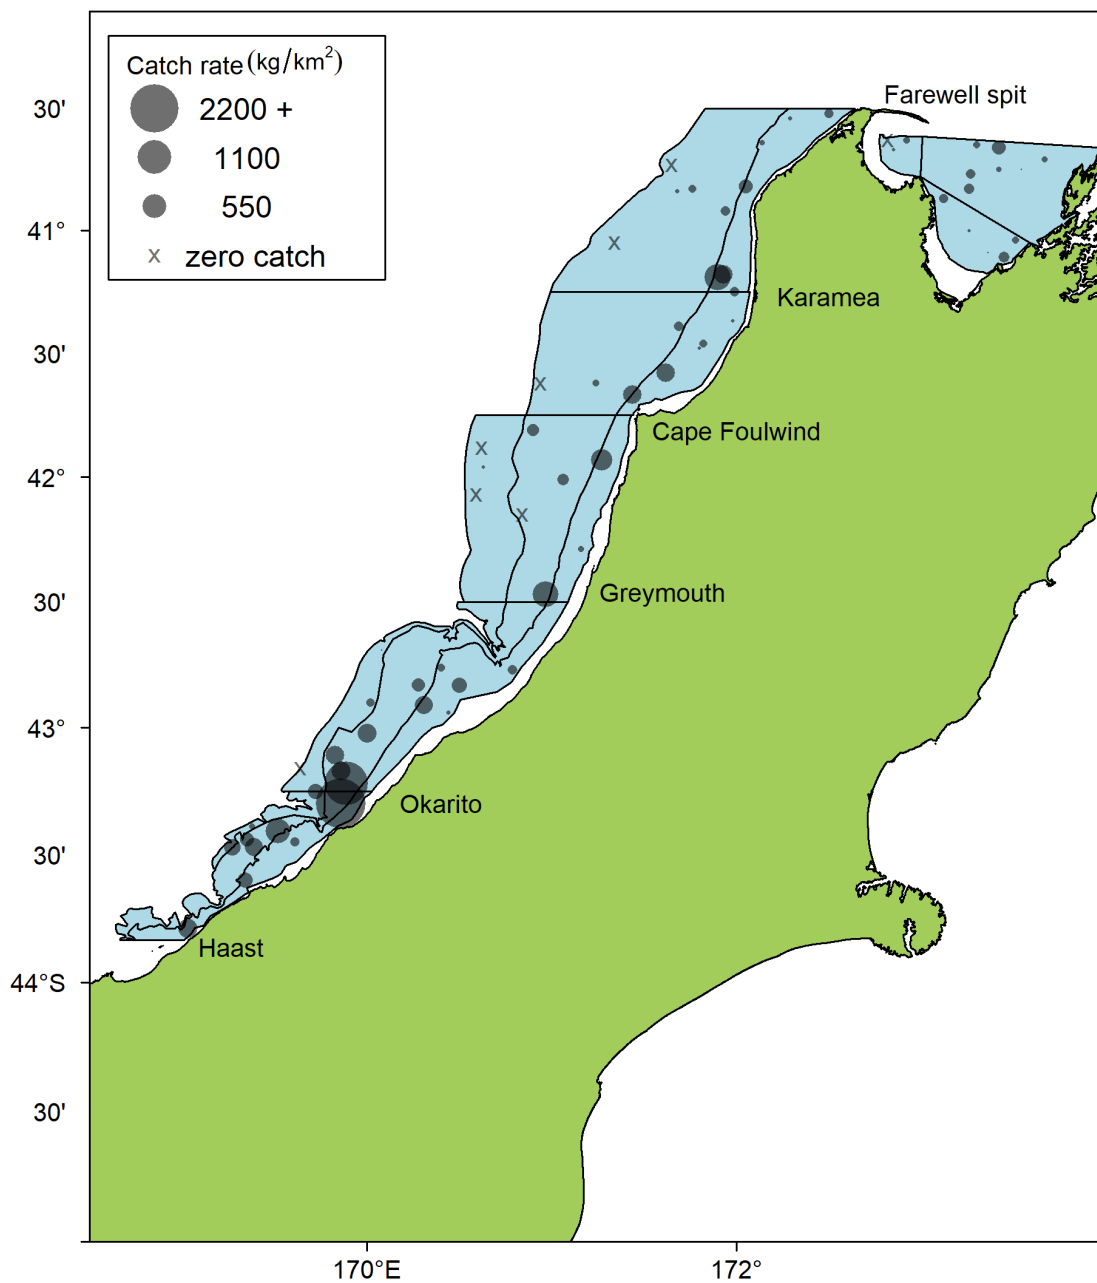 Catch rate (kg/km²)
2200 +
1100
550
x zero catch
Farewell spit
Karamea
Cape Foulwind
Greymouth
Okarito
Haast
30'
41°
30'
42°
30'
43°
30'
44°S
30'
170°E
172°